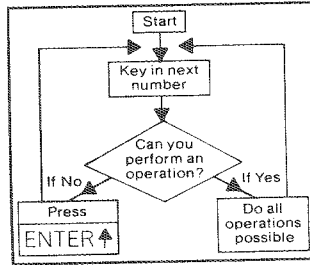 Start
Key in next
number
Can you
perform an
operation?
If No
If Yes
Press
ENTER↑
Do all
operations
possible